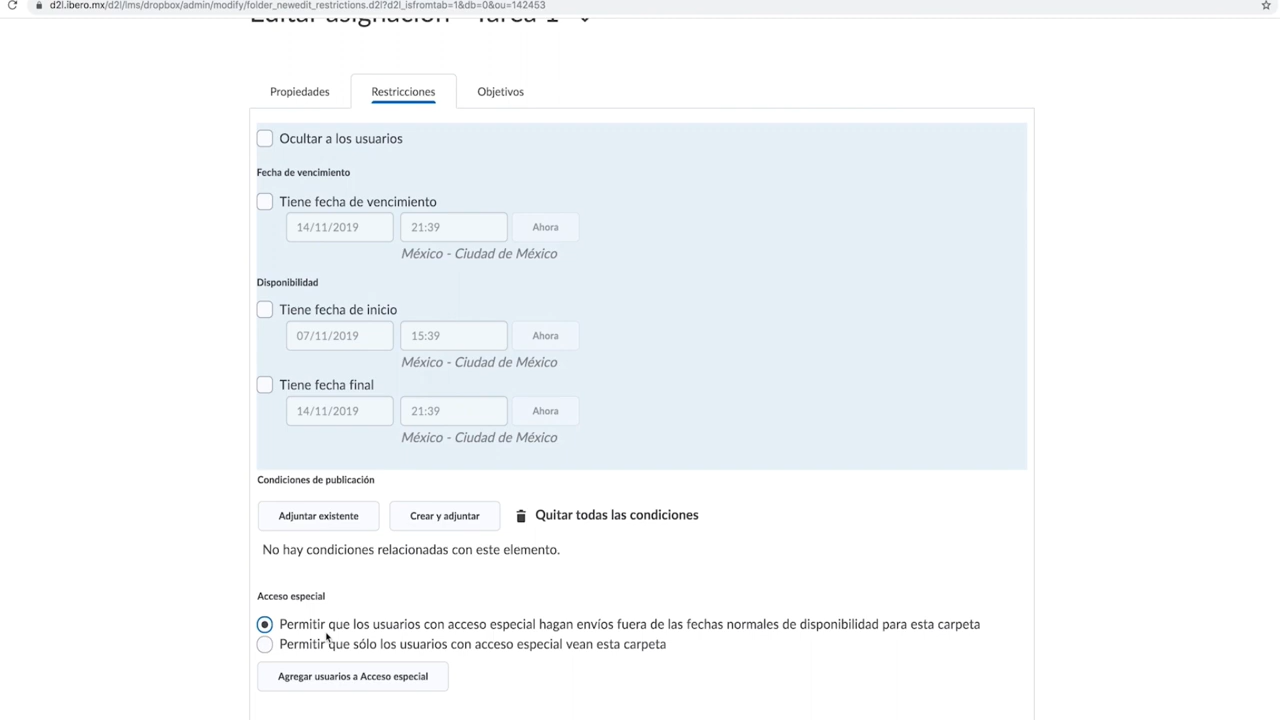 d2l.ibero.mx/d2l/lms/dropbox/admin/modify/folder_newedit_restrictions.d2l?d2l_isfromtab=1&db=0&ou=142453
Editar asignación - Tarea 1
Propiedades Restricciones Objetivos
Ocultar a los usuarios
Fecha de vencimiento
Tiene fecha de vencimiento
14/11/2019 21:39 Ahora
México - Ciudad de México
Disponibilidad
Tiene fecha de inicio
07/11/2019 15:39 Ahora
México - Ciudad de México
Tiene fecha final
14/11/2019 21:39 Ahora
México - Ciudad de México
Condiciones de publicación
Adjuntar existente Crear y adjuntar Quitar todas las condiciones
No hay condiciones relacionadas con este elemento.
Acceso especial
Permitir que los usuarios con acceso especial hagan envíos fuera de las fechas normales de disponibilidad para esta carpeta
Permitir que sólo los usuarios con acceso especial vean esta carpeta
Agregar usuarios a Acceso especial